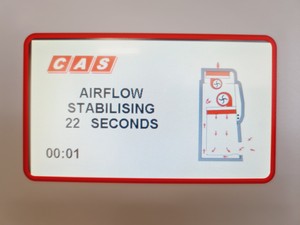 CAS
AIRFLOW
STABILISING
22 SECONDS
00:01